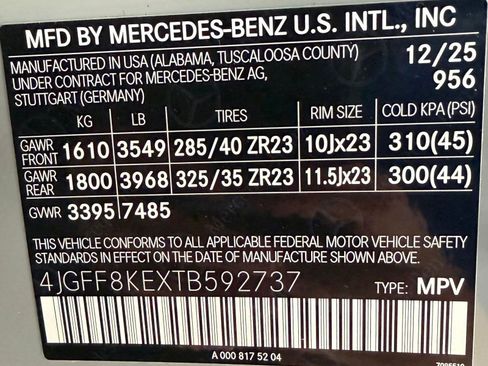 MFD BY MERCEDES-BENZ U.S. INTL., INC
MANUFACTURED IN USA (ALABAMA, TUSCALOOSA COUNTY) 12/25
UNDER CONTRACT FOR MERCEDES-BENZ AG, 956
STUTTGART (GERMANY)
KG LB TIRES RIM SIZE COLD KPA (PSI)
GAWR FRONT 1610 3549 285/40 ZR23 10Jx23 310(45)
GAWR REAR 1800 3968 325/35 ZR23 11.5Jx23 300(44)
GVWR 3395 7485
THIS VEHICLE CONFORMS TO ALL APPLICABLE FEDERAL MOTOR VEHICLE SAFETY
STANDARDS IN EFFECT ON THE DATE OF MANUFACTURE SHOWN ABOVE.
4JGFF8KEXTB592737 TYPE: MPV
A 000 817 52 04